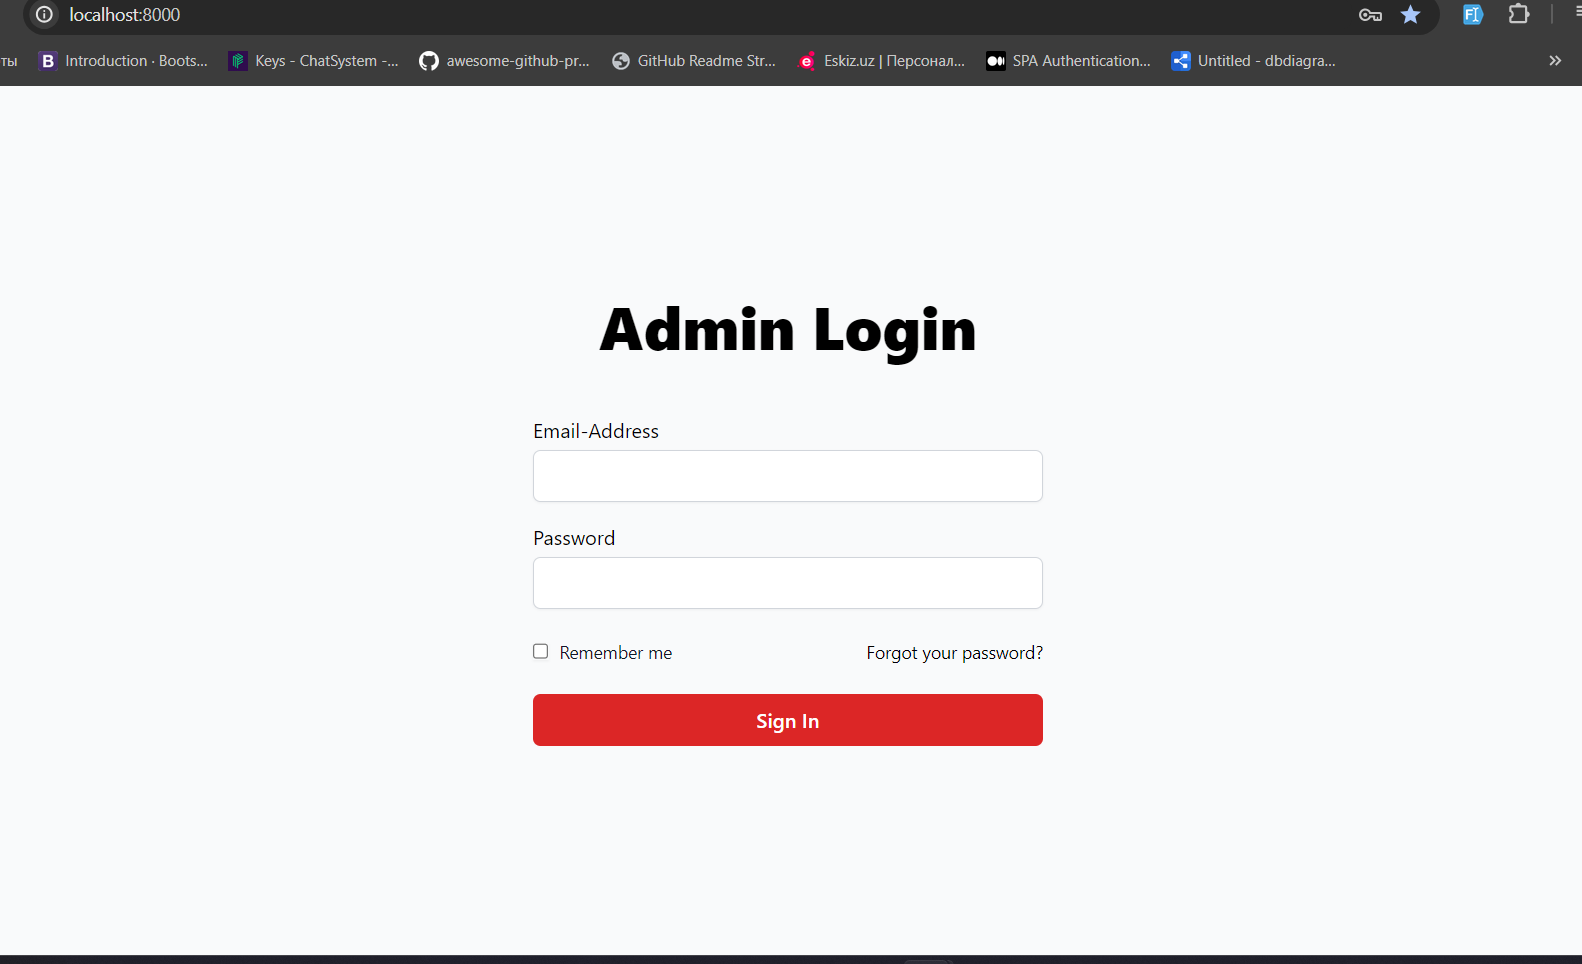 localhost:8000
ты Introduction · Boots... Keys - ChatSystem -... awesome-github-pr... GitHub Readme Str... Eskiz.uz | Персонал... SPA Authentication... Untitled - dbdiagra...
Admin Login
Email-Address
Password
Remember me Forgot your password?
Sign In